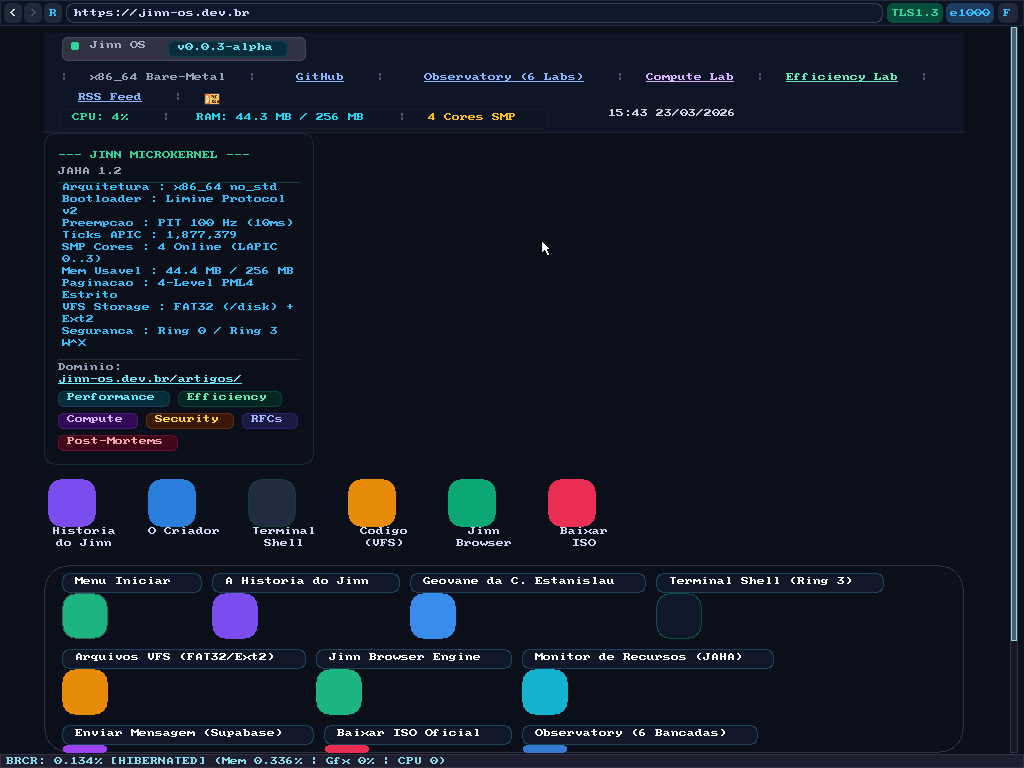 < > R https://jinn-os.dev.br TLS1.3 e1000 F
Jinn OS v0.0.3-alpha
¦ x86_64 Bare-Metal ¦ GitHub ¦ Observatory (6 Labs) ¦ Compute Lab ¦ Efficiency Lab ¦
RSS Feed ¦
CPU: 4% ¦ RAM: 44.3 MB / 256 MB ¦ 4 Cores SMP 15:43 23/03/2026
--- JINN MICROKERNEL ---
JAHA 1.2
Arquitetura : x86_64 no_std
Bootloader : Limine Protocol
v2
Preempcao : PIT 100 Hz (10ms)
Ticks APIC : 1,877,379
SMP Cores : 4 Online (LAPIC
0..3)
Mem Usavel : 44.4 MB / 256 MB
Paginacao : 4-Level PML4
Estrito
VFS Storage : FAT32 (/disk) +
Ext2
Seguranca : Ring 0 / Ring 3
W^X
Dominio:
jinn-os.dev.br/artigos/
Performance Efficiency
Compute Security RFCs
Post-Mortems
Historia
do Jinn
O Criador
Terminal
Shell
Codigo
(VFS)
Jinn
Browser
Baixar
ISO
Menu Iniciar A Historia do Jinn Geovane da C. Estanislau Terminal Shell (Ring 3)
Arquivos VFS (FAT32/Ext2) Jinn Browser Engine Monitor de Recursos (JAHA)
Enviar Mensagem (Supabase) Baixar ISO Oficial Observatory (6 Bancadas)
BRCR: 0.134% [HIBERNATED] (Mem 0.336% ¦ Gfx 0% ¦ CPU 0)